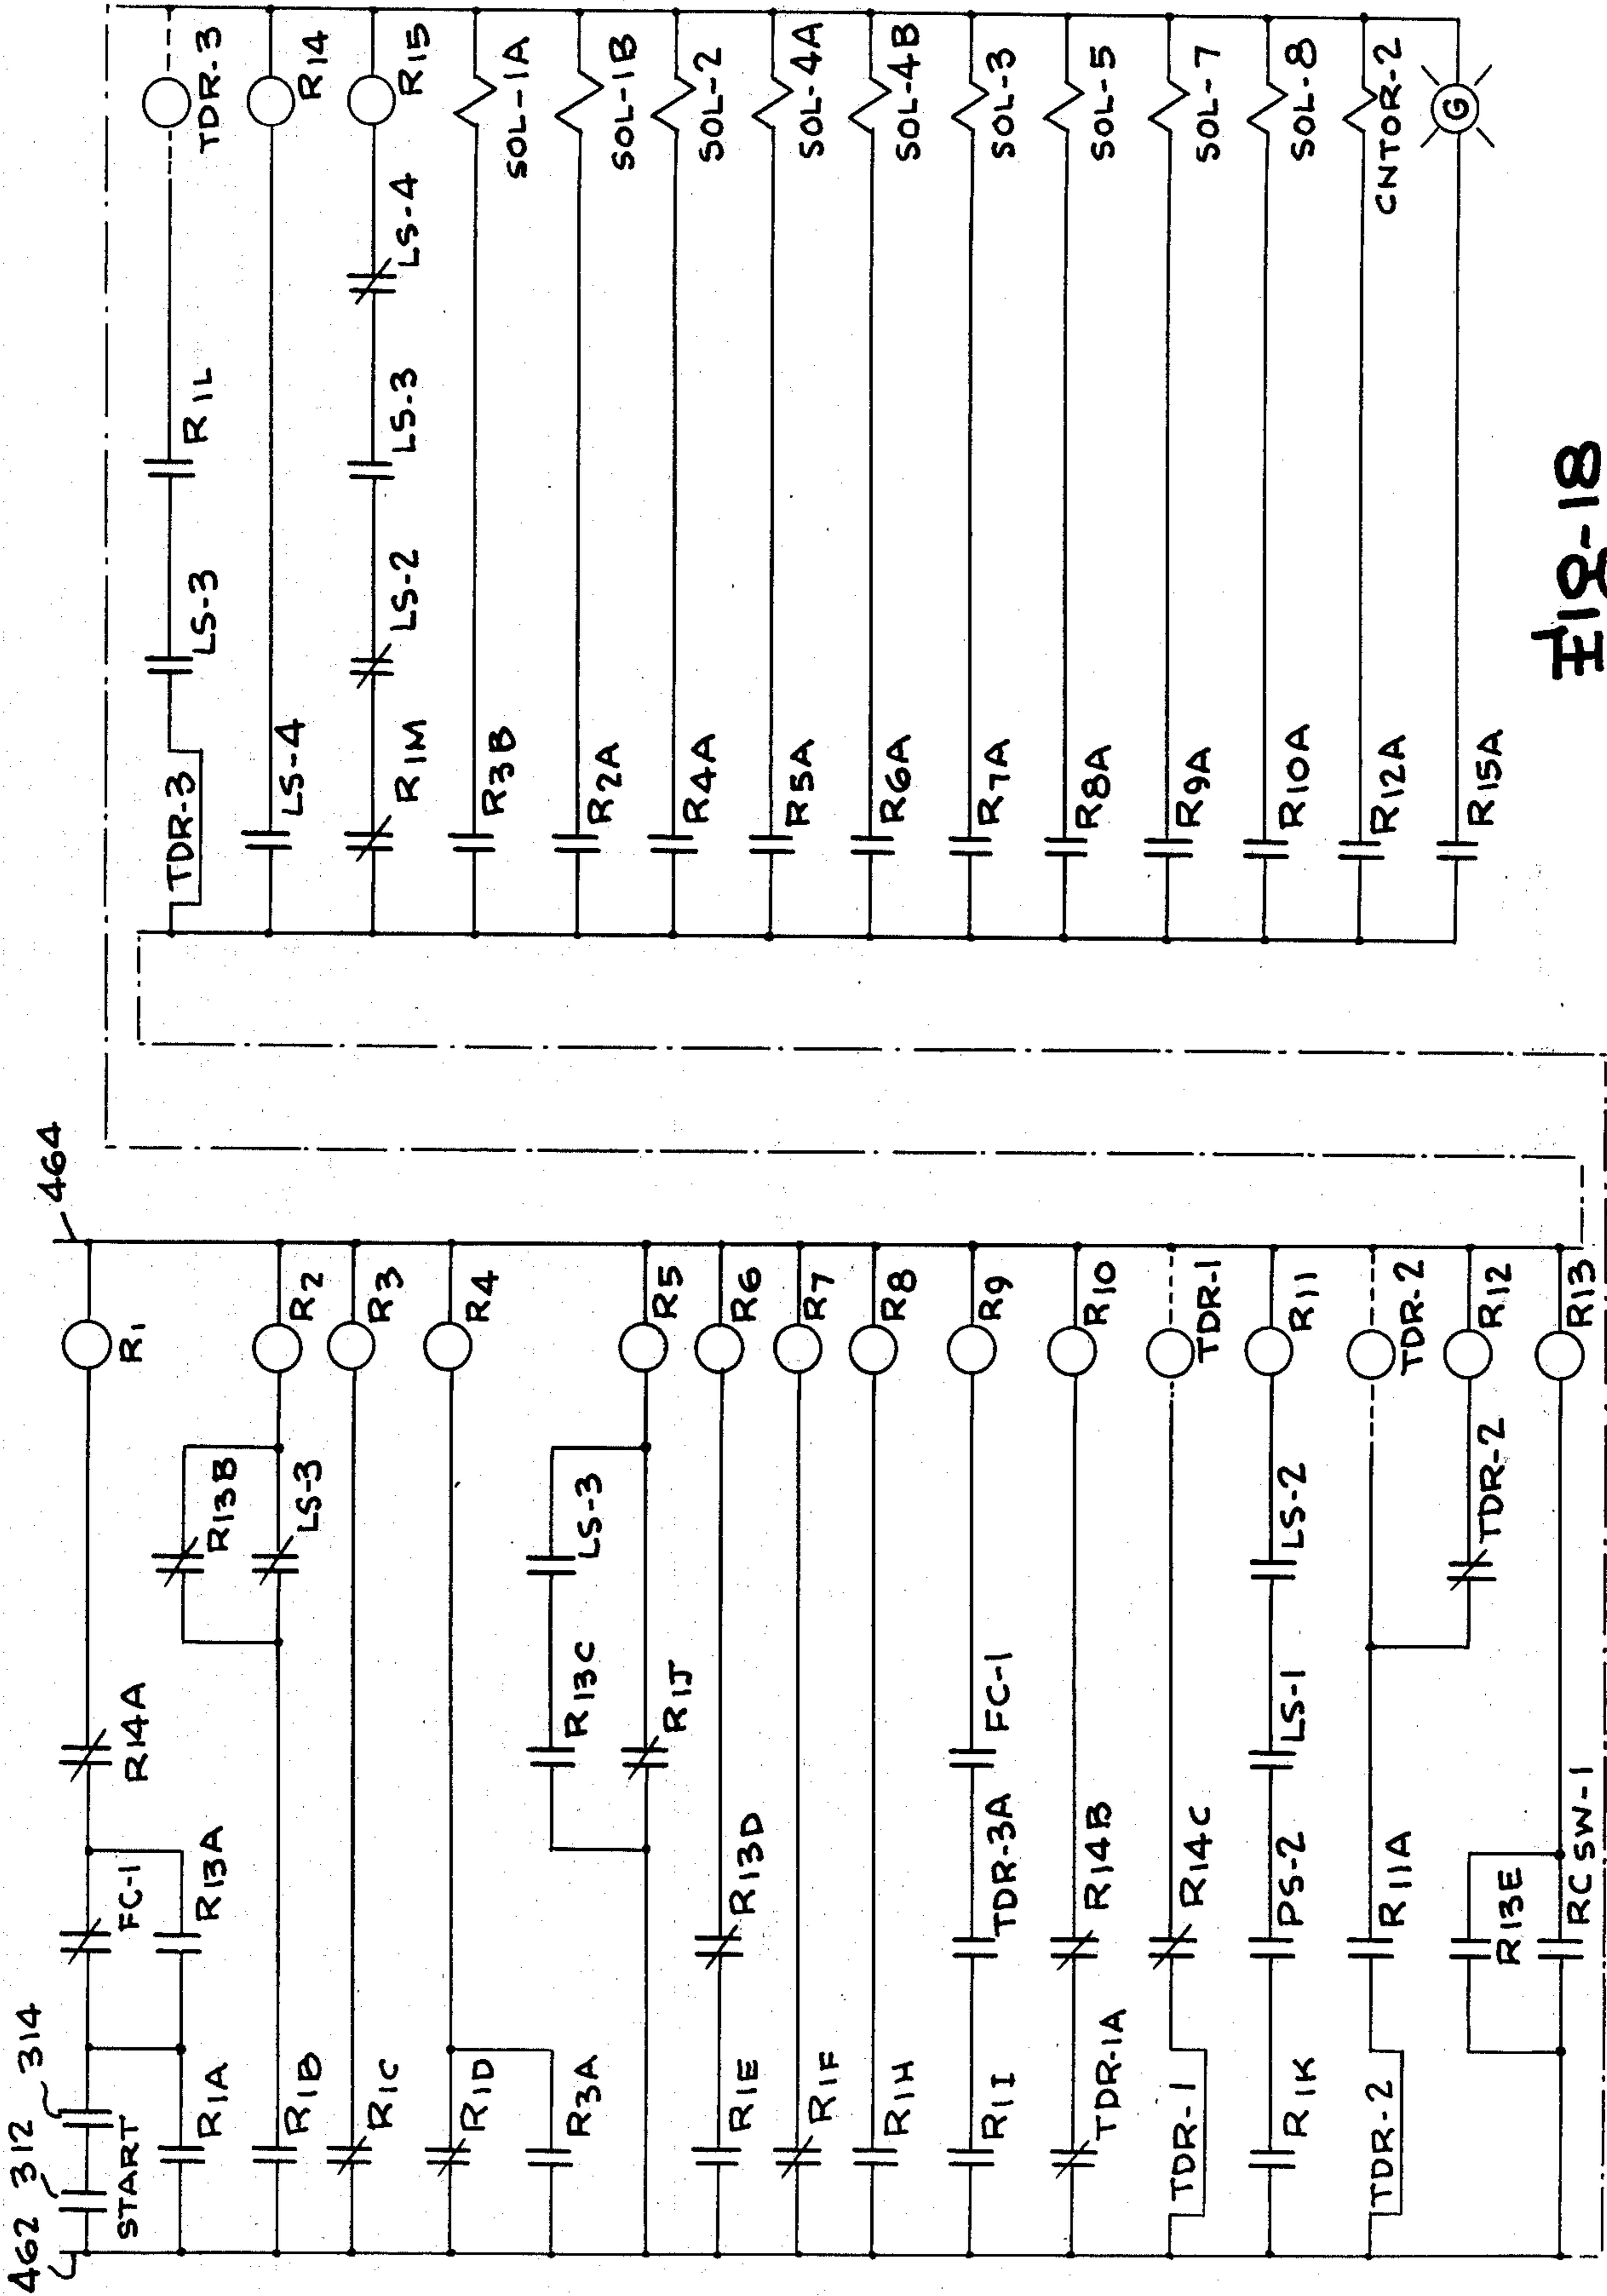 462
312
314
464
START
FC-1
R14A
R1
R1A
R13A
R13B
R1B
LS-3
R2
R1C
R3
R1D
R4
R3A
R13C
LS-3
R1J
R5
R1E
R13D
R6
R1F
R7
R1H
R8
R1I
TDR-3A
FC-1
R9
TDR-1A
R14B
R10
TDR-1
R14C
TDR-1
R1K
PS-2
LS-1
LS-2
R11
TDR-2
R11A
TDR-2
TDR-2
R12
R13E
RCSW-1
R13
TDR-3
LS-3
R1L
TDR-3
LS-4
R14
R1M
LS-2
LS-3
LS-4
R15
R3B
SOL-1A
R2A
SOL-1B
R4A
SOL-2
R5A
SOL-4A
R6A
SOL-4B
R7A
SOL-3
R8A
SOL-5
R9A
SOL-7
R10A
SOL-8
R12A
CNTOR-2
R15A
G
Fig-18